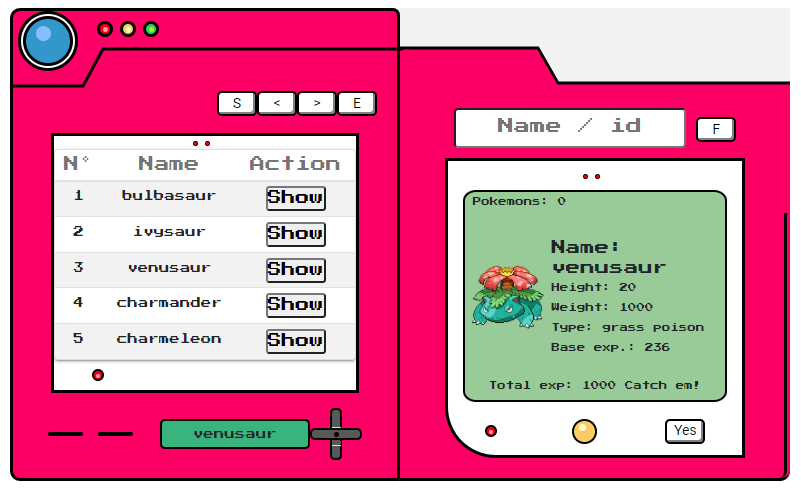 S < > E
N° Name Action
1 bulbasaur Show
2 ivysaur Show
3 venusaur Show
4 charmander Show
5 charmeleon Show
venusaur
Name / id F
Pokemons: 0
Name:
venusaur
Height: 20
Weight: 1000
Type: grass poison
Base exp.: 236
Total exp: 1000 Catch em!
Yes